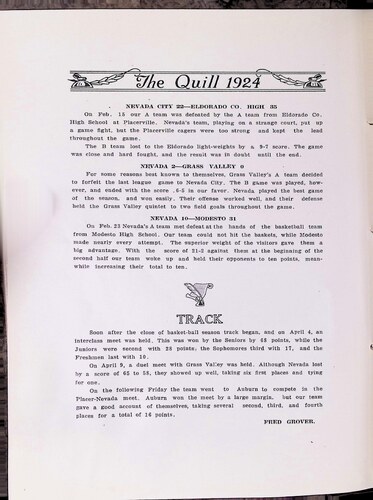 The Quill 1924
NEVADA CITY 22—ELDORADO CO. HIGH 35
On Feb. 15 our A team was defeated by the A team from Eldorado Co.
High School at Placerville. Nevada's team, playing on a strange court, put up
a game fight, but the Placerville cagers were too strong and kept the lead
throughout the game.
The B team lost to the Eldorado light-weights by a 9-7 score. The game
was close and hard fought, and the result was in doubt until the end.
NEVADA 2—GRASS VALLEY 0
For some reasons best known to themselves, Grass Valley's A team decided
to forfeit the last league game to Nevada City. The B game was played, how-
ever, and ended with the score 6-5 in our favor. Nevada played the best game
of the season, and won easily. Their offense worked well, and their defense
held the Grass Valley quintet to two field goals throughout the game.
NEVADA 10—MODESTO 31
On Feb. 23 Nevada's A team met defeat at the hands of the basketball team
from Modesto High School. Our team could not hit the baskets, while Modesto
made nearly every attempt. The superior weight of the visitors gave them a
big advantage. With the score of 21-2 against them at the beginning of the
second half our team woke up and held their opponents to ten points, mean-
while increasing their total to ten.
TRACK
Soon after the close of basket-ball season track began, and on April 4, an
interclass meet was held. This was won by the Seniors by 48 points, while the
Juniors were second with 28 points; the Sophomores third with 17, and the
Freshmen last with 10.
On April 9, a duel meet with Grass Valley was held. Although Nevada lost
by a score of 65 to 58, they showed up well, taking six first places and tying
for one.
On the following Friday the team went to Auburn to compete in the
Placer-Nevada meet. Auburn won the meet by a large margin, but our team
gave a good account of themselves, taking several second, third, and fourth
places for a total of 16 points.
FRED GROVER.